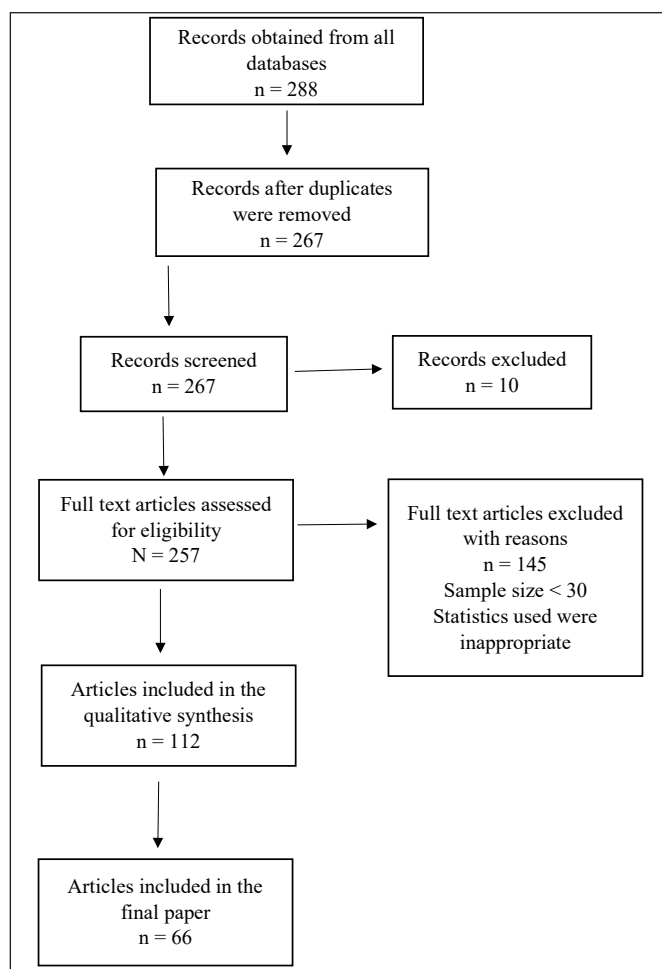 Records obtained from all
databases
n = 288
Records after duplicates
were removed
n = 267
Records screened
n = 267
Records excluded
n = 10
Full text articles assessed
for eligibility
N = 257
Full text articles excluded
with reasons
n = 145
Sample size < 30
Statistics used were
inappropriate
Articles included in the
qualitative synthesis
n = 112
Articles included in the
final paper
n = 66